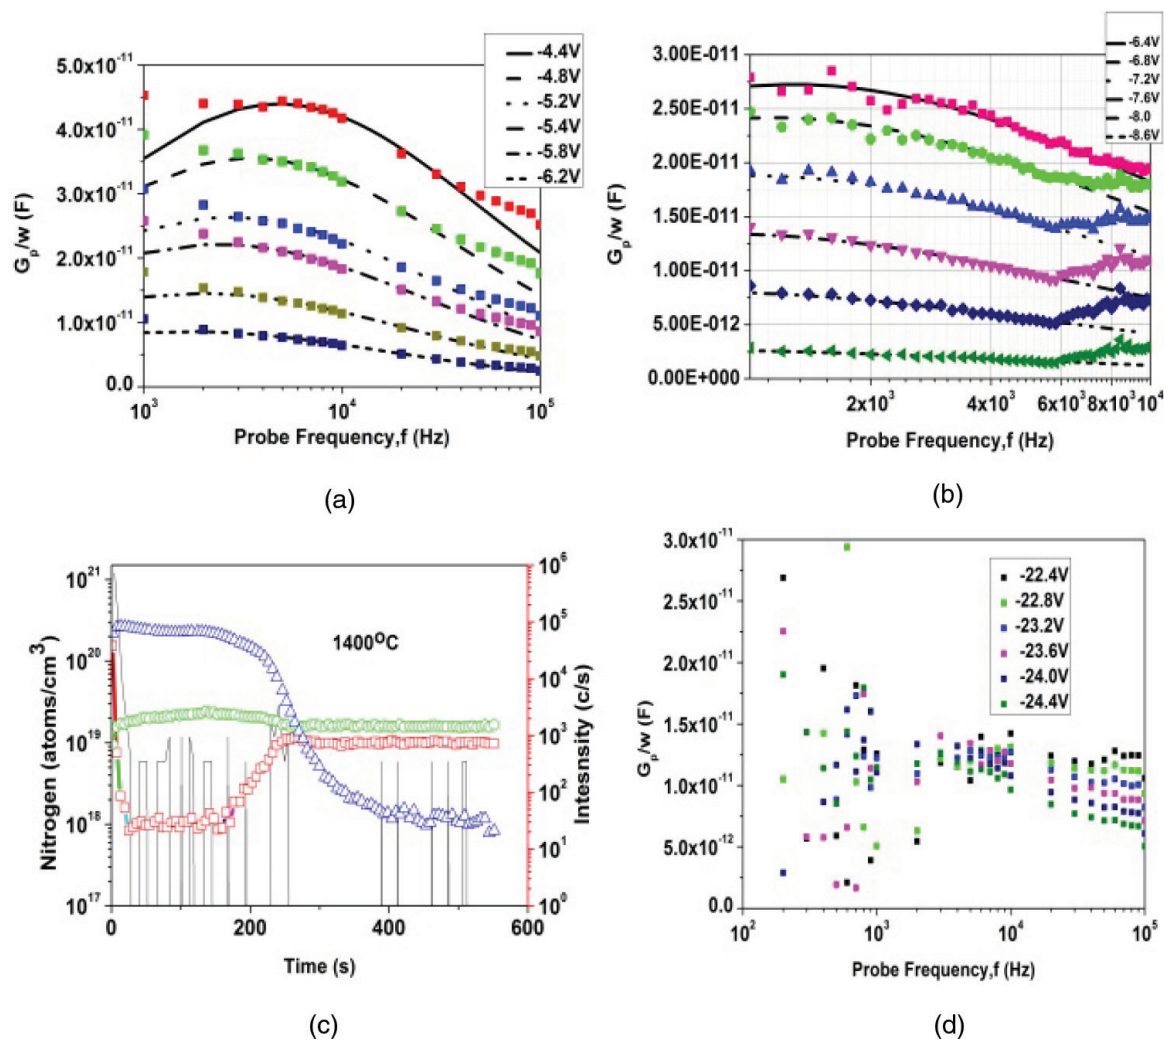 (a)
5.0x10⁻¹¹
4.0x10⁻¹¹
3.0x10⁻¹¹
2.0x10⁻¹¹
1.0x10⁻¹¹
0.0
Gₚ/w (F)
-4.4V
-4.8V
-5.2V
-5.4V
-5.8V
-6.2V
10³
10⁴
10⁵
Probe Frequency,f (Hz)
(a)
(b)
3.00E-011
2.50E-011
2.00E-011
1.50E-011
1.00E-011
5.00E-012
0.00E+000
Gₚ/w (F)
-6.4V
-6.8V
-7.2V
-7.6V
-8.0
-8.6V
2x10³
4x10³
6x10³
8x10³
10⁴
Probe Frequency,f (Hz)
(b)
10²¹
10²⁰
10¹⁹
10¹⁸
10¹⁷
Nitrogen (atoms/cm³)
1400⁰C
10⁶
10⁵
10⁴
10³
10²
10¹
10⁰
Intesnsity (c/s)
0
200
400
600
Time (s)
(c)
3.0x10⁻¹¹
2.5x10⁻¹¹
2.0x10⁻¹¹
1.5x10⁻¹¹
1.0x10⁻¹¹
5.0x10⁻¹²
0.0
Gₚ/w (F)
-22.4V
-22.8V
-23.2V
-23.6V
-24.0V
-24.4V
10²
10³
10⁴
10⁵
Probe Frequency,f (Hz)
(d)